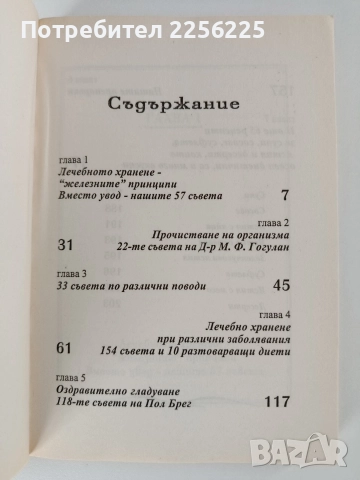 Потребител 2256225
Съдържание
глава 1
Лечебното хранене -
"железните" принципи
Вместо увод - нашите 57 съвета 7
глава 2
Прочистване на организма
31 22-те съвета на Д-р М. Ф. Гогулан
глава 3
33 съвета по различни поводи 45
глава 4
Лечебно хранене
при различни заболявания
61 154 съвета и 10 разтоварващи диети
глава 5
Оздравително гладуване
118-те съвета на Пол Брег 117
BAZAR.bg